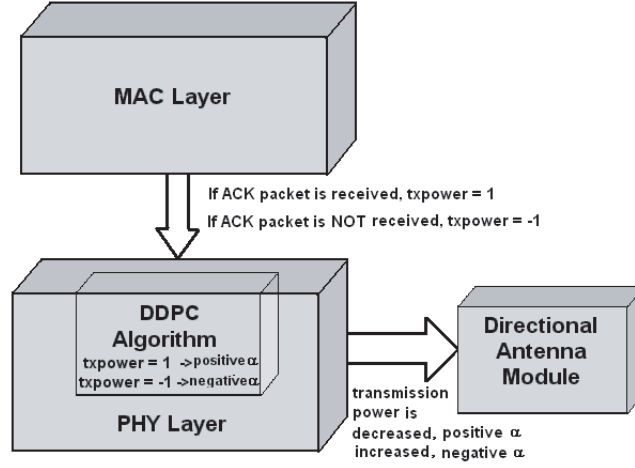 MAC Layer
If ACK packet is received, txpower = 1
If ACK packet is NOT received, txpower = -1
DDPC
Algorithm
txpower = 1 ->positive α
txpower = -1 ->negative α
PHY Layer
Directional
Antenna
Module
transmission
power is
decreased, positive α
increased, negative α